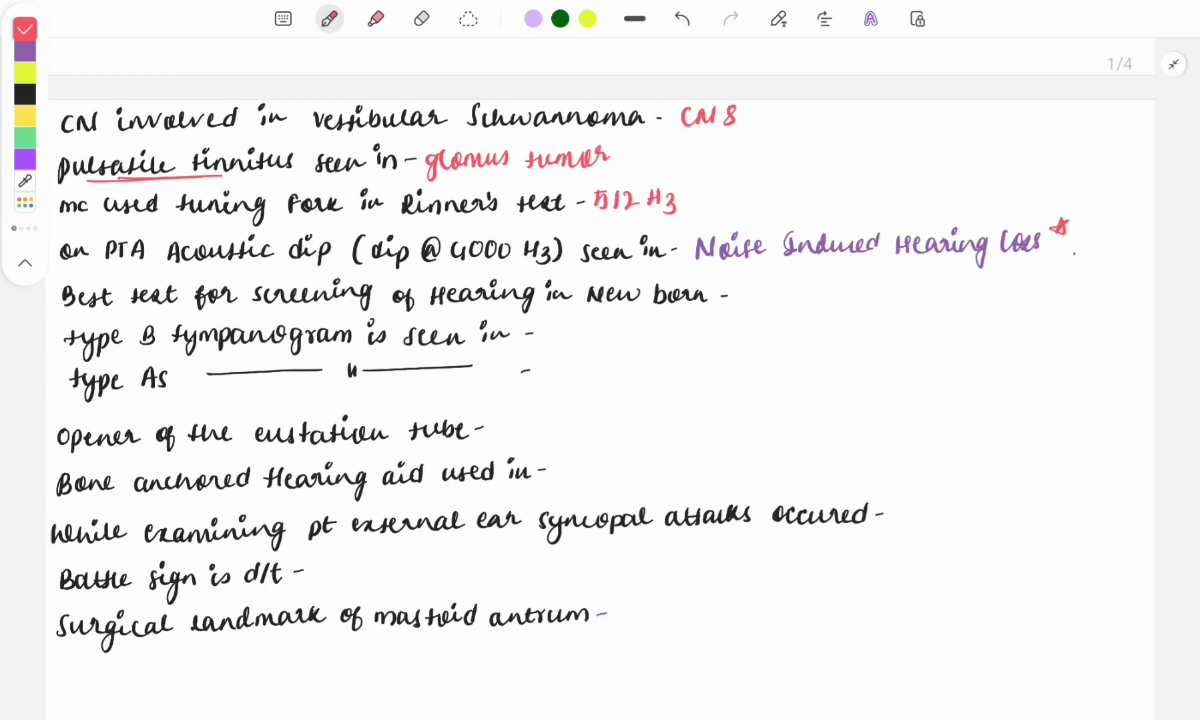 1/4
CN involved in vestibular Schwannoma - CN 8
pulsatile tinnitus seen in - glomus tumor
mc used tuning fork in Rinner's test - 512 Hz
on PTA Acoustic dip (dip @ 4000 Hz) seen in - Noise Induced Hearing Loss *
Best test for screening of Hearing in New born -
type B tympanogram is seen in -
type As —— " —— -
Opener of the eustation tube -
Bone anchored Hearing aid used in -
While examining pt external ear syncopal attacks occured -
Battle sign is d/t -
Surgical landmark of mastoid antrum -